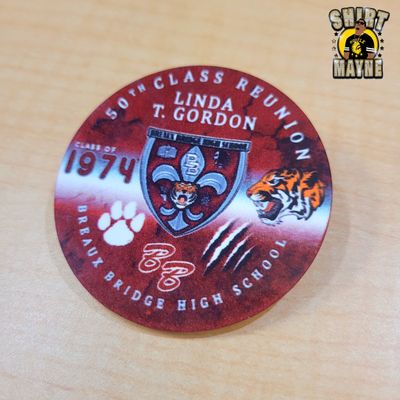 SHIRT
MAYNE
50TH CLASS REUNION
LINDA
T. GORDON
BREAUX BRIDGE HIGH SCHOOL
CLASS OF
1974
BB
BREAUX BRIDGE HIGH SCHOOL